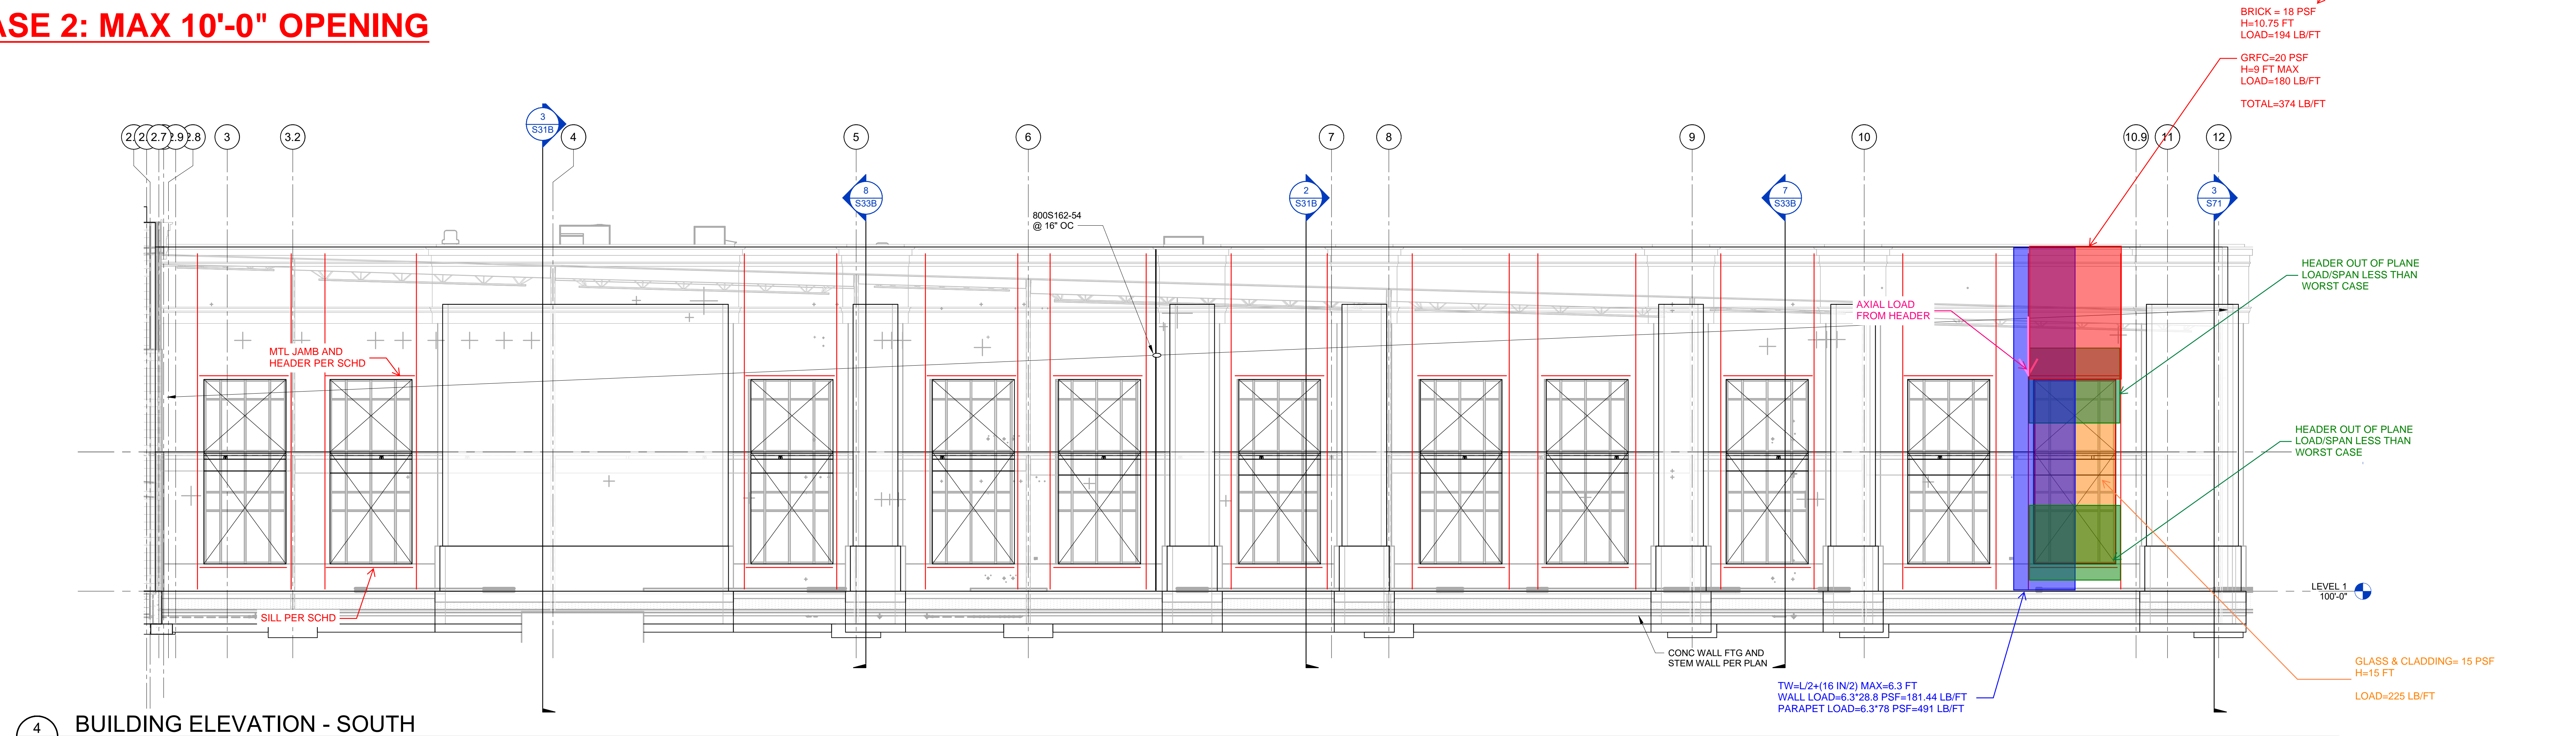 ASE 2: MAX 10'-0" OPENING
BRICK = 18 PSF
H=10.75 FT
LOAD=194 LB/FT
GRFC=20 PSF
H=9 FT MAX
LOAD=180 LB/FT
TOTAL=374 LB/FT
3
S31B
2.7
2.9
2.8
3
3.2
4
5
6
7
8
9
10
10.9
11
12
8
S33B
2
S31B
7
S33B
3
S71
800S162-54
@ 16" OC
HEADER OUT OF PLANE
LOAD/SPAN LESS THAN
WORST CASE
AXIAL LOAD
FROM HEADER
MTL JAMB AND
HEADER PER SCHD
HEADER OUT OF PLANE
LOAD/SPAN LESS THAN
WORST CASE
LEVEL 1
100'-0"
SILL PER SCHD
CONC WALL FTG AND
STEM WALL PER PLAN
GLASS & CLADDING= 15 PSF
H=15 FT
LOAD=225 LB/FT
TW=L/2+(16 IN/2) MAX=6.3 FT
WALL LOAD=6.3*28.8 PSF=181.44 LB/FT
PARAPET LOAD=6.3*78 PSF=491 LB/FT
4
BUILDING ELEVATION - SOUTH